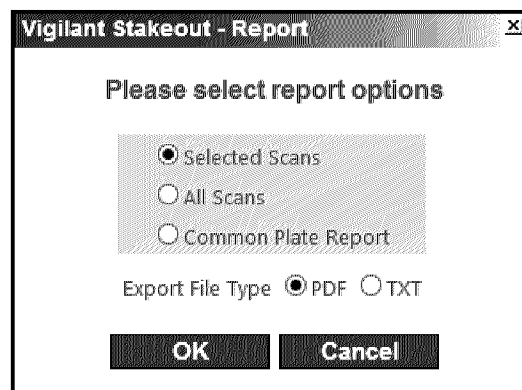 Vigilant Stakeout - Report X
Please select report options
Selected Scans
All Scans
Common Plate Report
Export File Type PDF TXT
OK Cancel